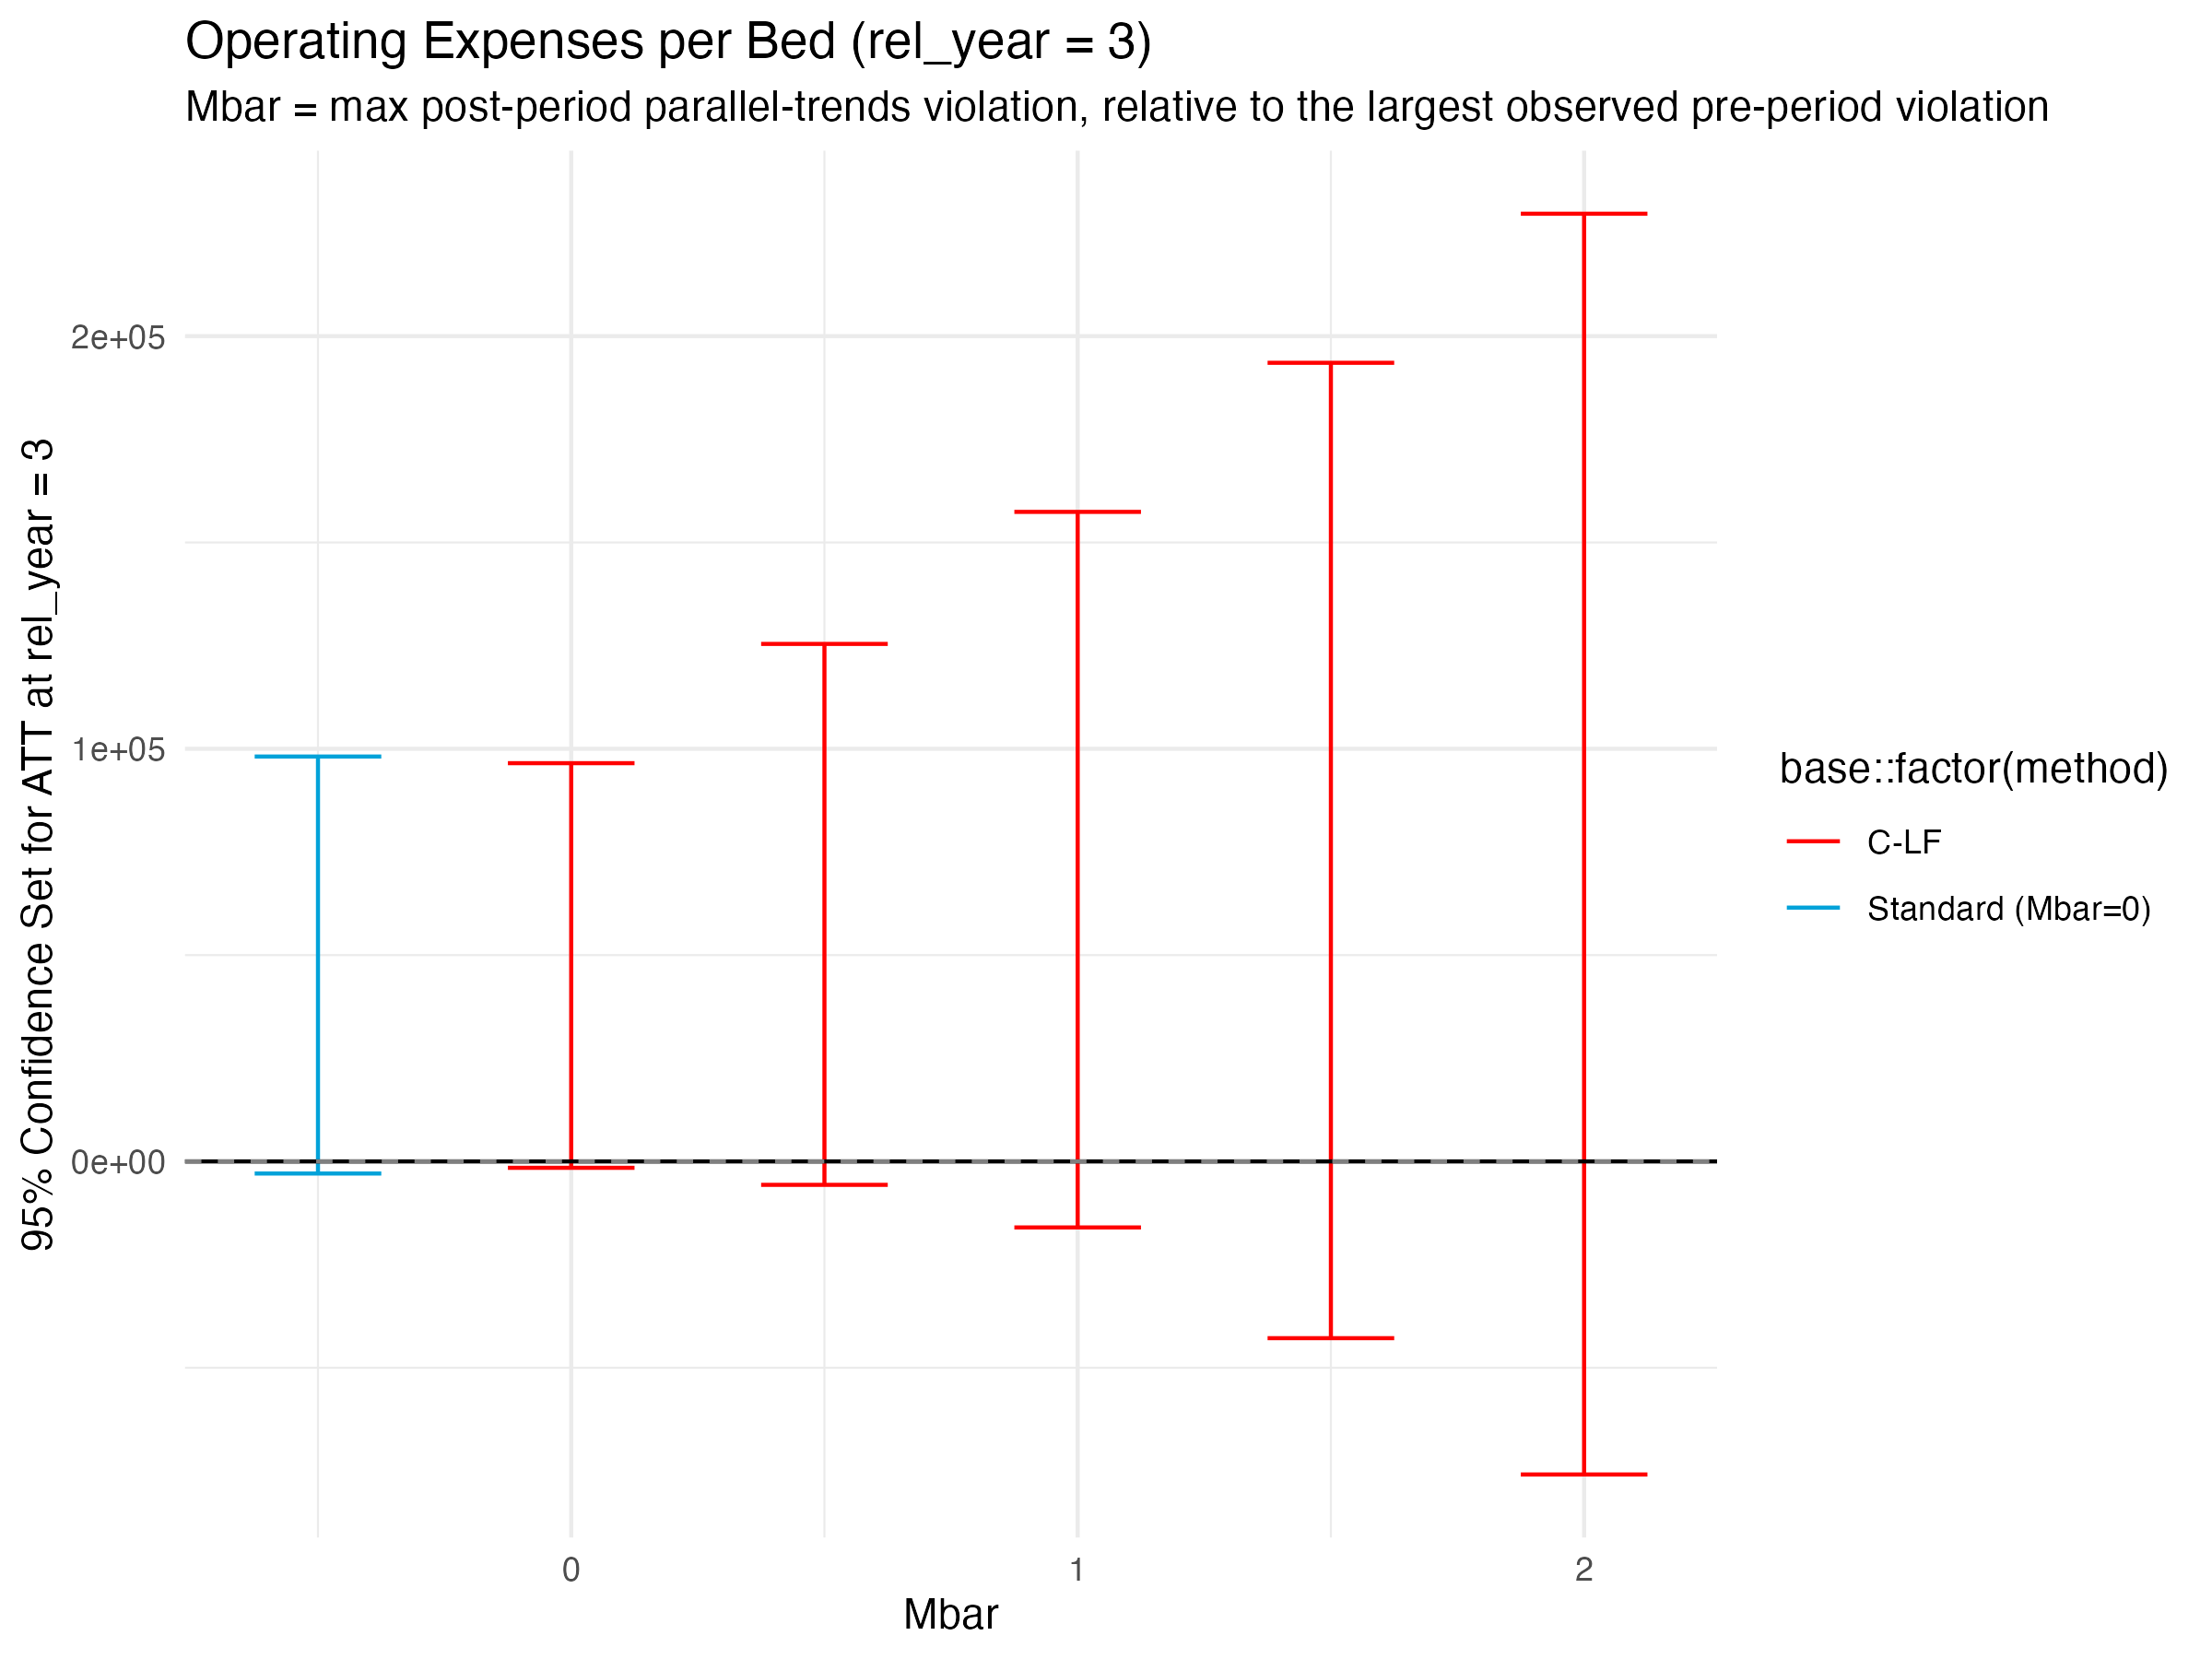 Operating Expenses per Bed (rel_year = 3)
Mbar = max post-period parallel-trends violation, relative to the largest observed pre-period violation
95% Confidence Set for ATT at rel_year = 3
2e+05
1e+05
0e+00
0
1
2
Mbar
base::factor(method)
C-LF
Standard (Mbar=0)